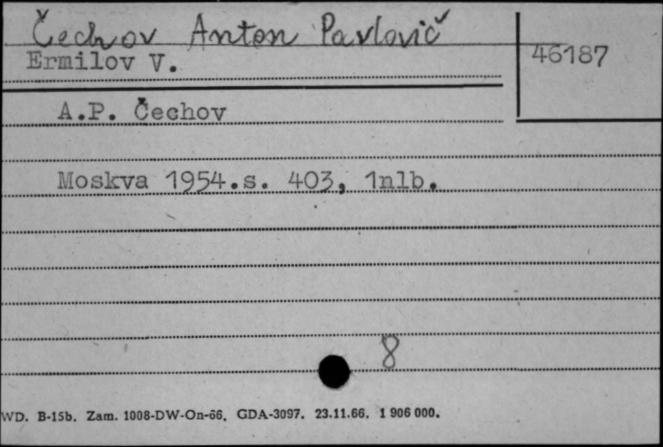 Čechov Anton Pavlovič
Ermilov V.
46187
A.P. Čechov
Moskva 1954.s. 403, 1nlb.
8
WD. B-15b. Zam. 1008-DW-On-66. GDA-3097. 23.11.66. 1 906 000.